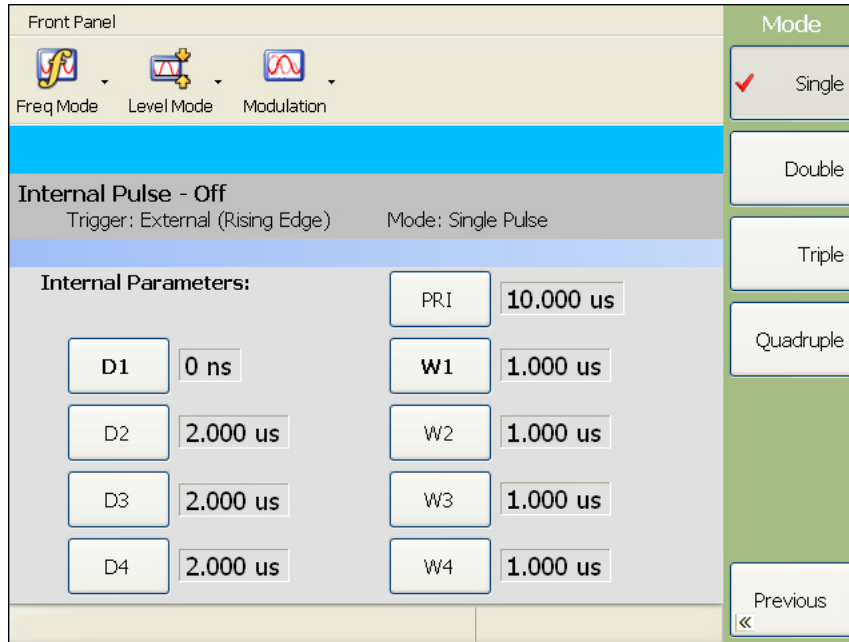 Front Panel
Freq Mode Level Mode Modulation
Internal Pulse - Off
Trigger: External (Rising Edge) Mode: Single Pulse
Internal Parameters:
PRI 10.000 us
D1 0 ns W1 1.000 us
D2 2.000 us W2 1.000 us
D3 2.000 us W3 1.000 us
D4 2.000 us W4 1.000 us
Mode
Single
Double
Triple
Quadruple
Previous
«